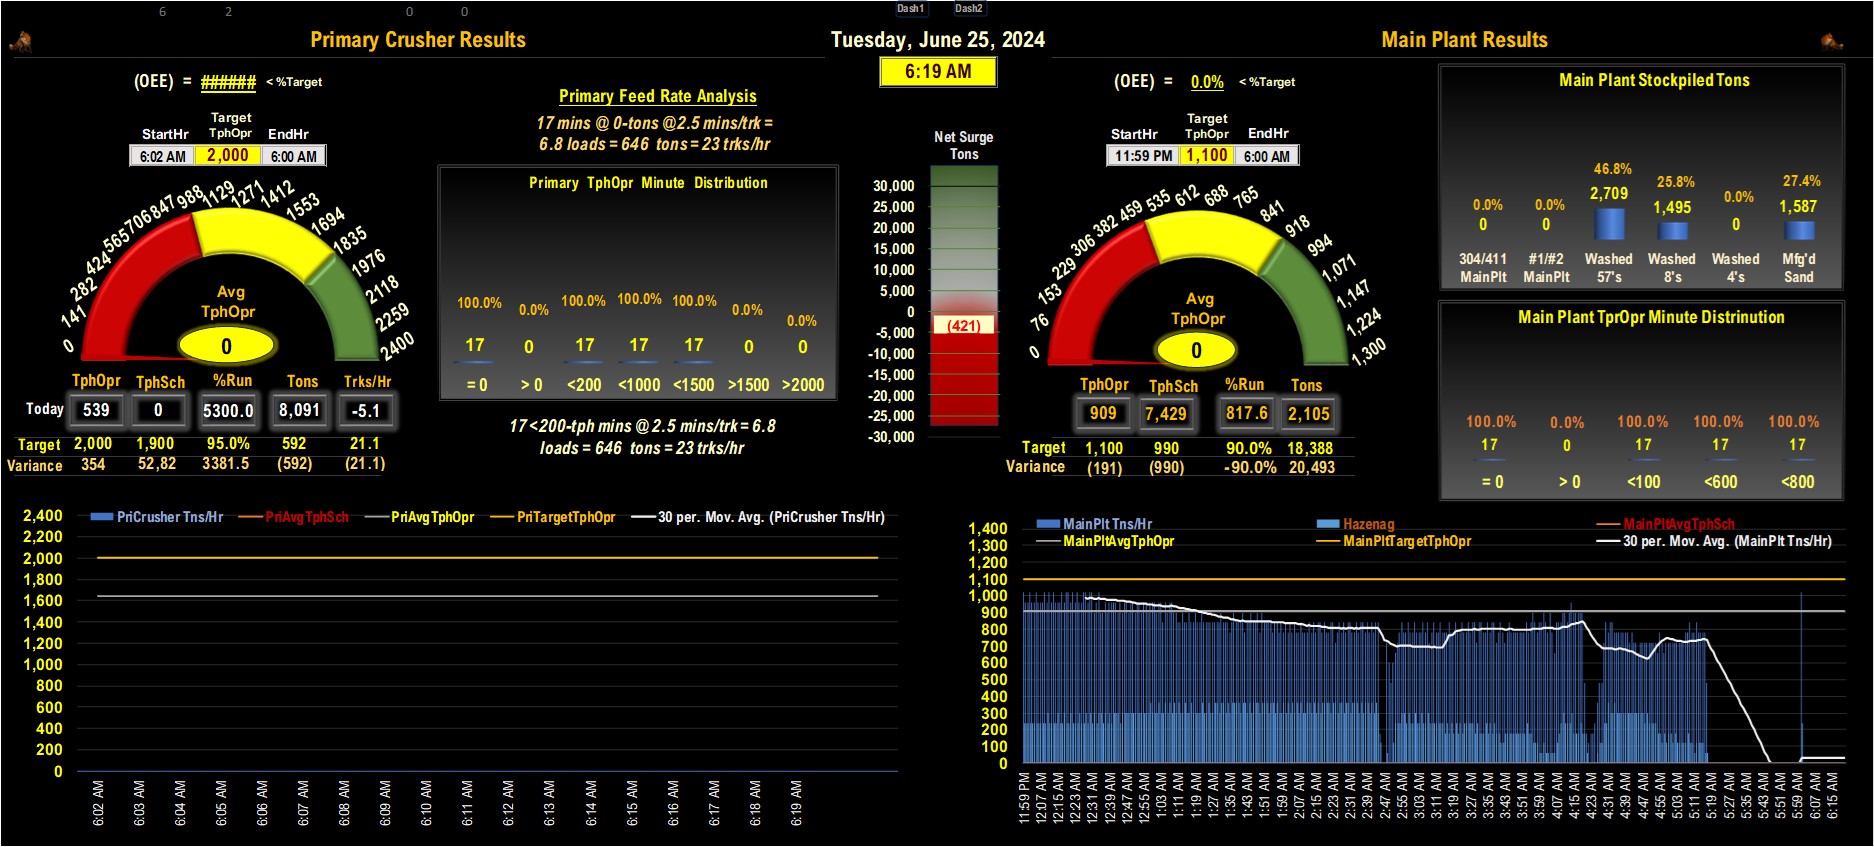 6 2 0 0 Dash1 Dash2
Primary Crusher Results
Tuesday, June 25, 2024
Main Plant Results
6:19 AM
(OEE) = ###### < %Target
StartHr Target TphOpr EndHr
6:02 AM 2,000 6:00 AM
0 141 282 424 565 706 847 988 1129 1271 1412 1553 1694 1835 1976 2118 2259 2400
Avg
TphOpr
0
TphOpr TphSch %Run Tons Trks/Hr
Today 539 0 5300.0 8,091 -5.1
Target 2,000 1,900 95.0% 592 21.1
Variance 354 52,82 3381.5 (592) (21.1)
Primary Feed Rate Analysis
17 mins @ 0-tons @2.5 mins/trk =
6.8 loads = 646 tons = 23 trks/hr
Primary TphOpr Minute Distribution
100.0% 0.0% 100.0% 100.0% 100.0% 0.0% 0.0%
17 0 17 17 17 0 0
= 0 > 0 <200 <1000 <1500 >1500 >2000
17<200-tph mins @ 2.5 mins/trk = 6.8
loads = 646 tons = 23 trks/hr
Net Surge
Tons
30,000
25,000
20,000
15,000
10,000
5,000
0
(421)
-5,000
-10,000
-15,000
-20,000
-25,000
-30,000
(OEE) = 0.0% < %Target
StartHr Target TphOpr EndHr
11:59 PM 1,100 6:00 AM
0 76 153 229 306 382 459 535 612 688 765 841 918 994 1,071 1,147 1,224 1,300
Avg
TphOpr
0
TphOpr TphSch %Run Tons
909 7,429 817.6 2,105
Target 1,100 990 90.0% 18,388
Variance (191) (990) -90.0% 20,493
Main Plant Stockpiled Tons
0.0% 0.0% 46.8% 25.8% 0.0% 27.4%
0 0 2,709 1,495 0 1,587
304/411 #1/#2 Washed Washed Washed Mfg'd
MainPlt MainPlt 57's 8's 4's Sand
Main Plant TprOpr Minute Distrinution
100.0% 0.0% 100.0% 100.0% 100.0%
17 0 17 17 17
= 0 > 0 <100 <600 <800
PriCrusher Tns/Hr PriAvgTphSch PriAvgTphOpr PriTargetTphOpr 30 per. Mov. Avg. (PriCrusher Tns/Hr)
2,400
2,200
2,000
1,800
1,600
1,400
1,200
1,000
800
600
400
200
0
6:02 AM 6:03 AM 6:04 AM 6:05 AM 6:06 AM 6:07 AM 6:08 AM 6:09 AM 6:10 AM 6:11 AM 6:12 AM 6:13 AM 6:14 AM 6:15 AM 6:16 AM 6:17 AM 6:18 AM 6:19 AM
MainPlt Tns/Hr Hazenag MainPltAvgTphSch
MainPltAvgTphOpr MainPltTargetTphOpr 30 per. Mov. Avg. (MainPlt Tns/Hr)
1,400
1,300
1,200
1,100
1,000
900
800
700
600
500
400
300
200
100
0
11:59 PM 12:07 AM 12:15 AM 12:23 AM 12:31 AM 12:39 AM 12:47 AM 12:55 AM 1:03 AM 1:11 AM 1:19 AM 1:27 AM 1:35 AM 1:43 AM 1:51 AM 1:59 AM 2:07 AM 2:15 AM 2:23 AM 2:31 AM 2:39 AM 2:47 AM 2:55 AM 3:03 AM 3:11 AM 3:19 AM 3:27 AM 3:35 AM 3:43 AM 3:51 AM 3:59 AM 4:07 AM 4:15 AM 4:23 AM 4:31 AM 4:39 AM 4:47 AM 4:55 AM 5:03 AM 5:11 AM 5:19 AM 5:27 AM 5:35 AM 5:43 AM 5:51 AM 5:59 AM 6:07 AM 6:15 AM